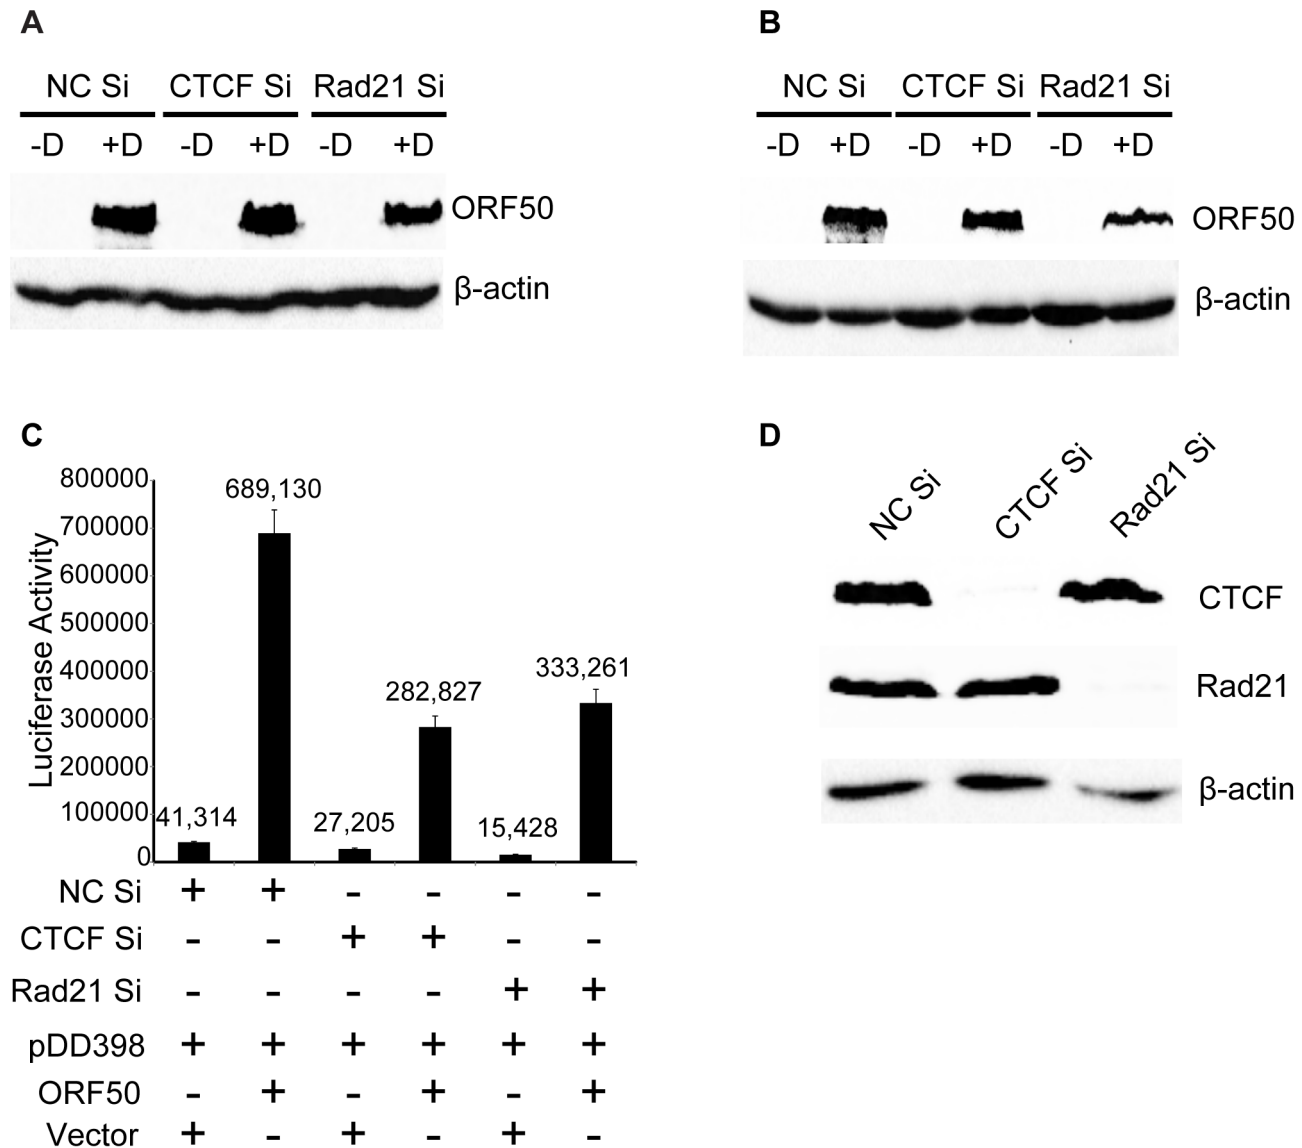 A
NC Si CTCF Si Rad21 Si
-D +D -D +D -D +D
ORF50
β-actin
B
NC Si CTCF Si Rad21 Si
-D +D -D +D -D +D
ORF50
β-actin
C
Luciferase Activity
800000
700000
600000
500000
400000
300000
200000
100000
0
41,314
689,130
27,205
282,827
15,428
333,261
NC Si + + - - - -
CTCF Si - - + + - -
Rad21 Si - - - - + +
pDD398 + + + + + +
ORF50 - + - + - +
Vector + - + - + -
D
NC Si
CTCF Si
Rad21 Si
CTCF
Rad21
β-actin